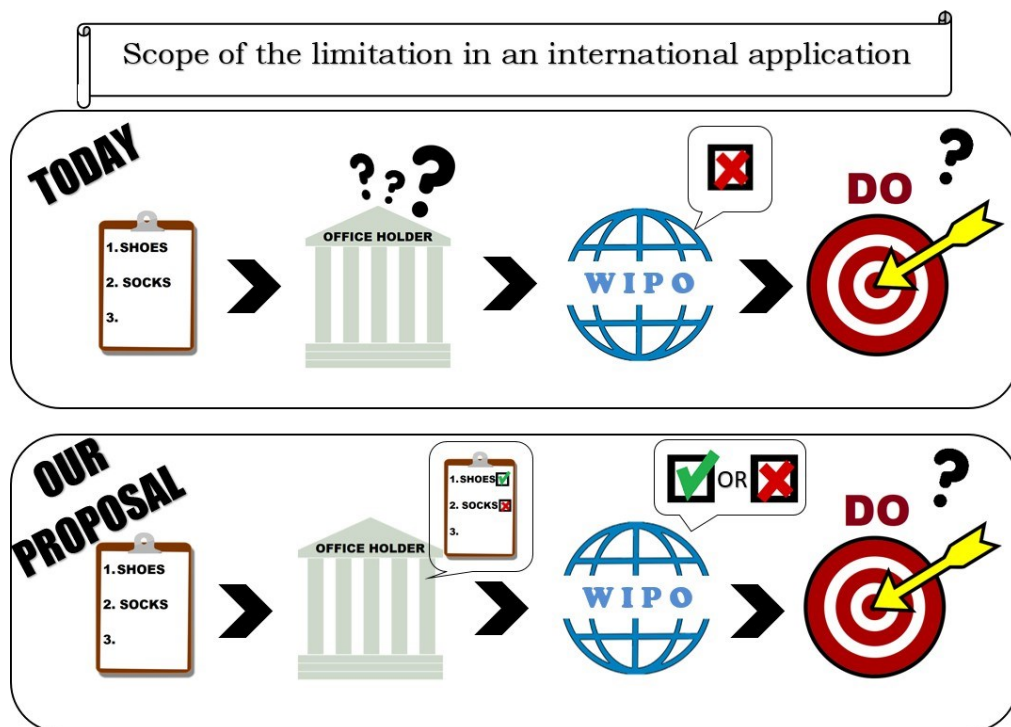 Scope of the limitation in an international application
TODAY
? ? ?
?
1. SHOES
2. SOCKS
3.
OFFICE HOLDER
WIPO
DO
OUR
PROPOSAL
1. SHOES
2. SOCKS
3.
OFFICE HOLDER
1. SHOES
2. SOCKS
3.
OR
WIPO
DO
?